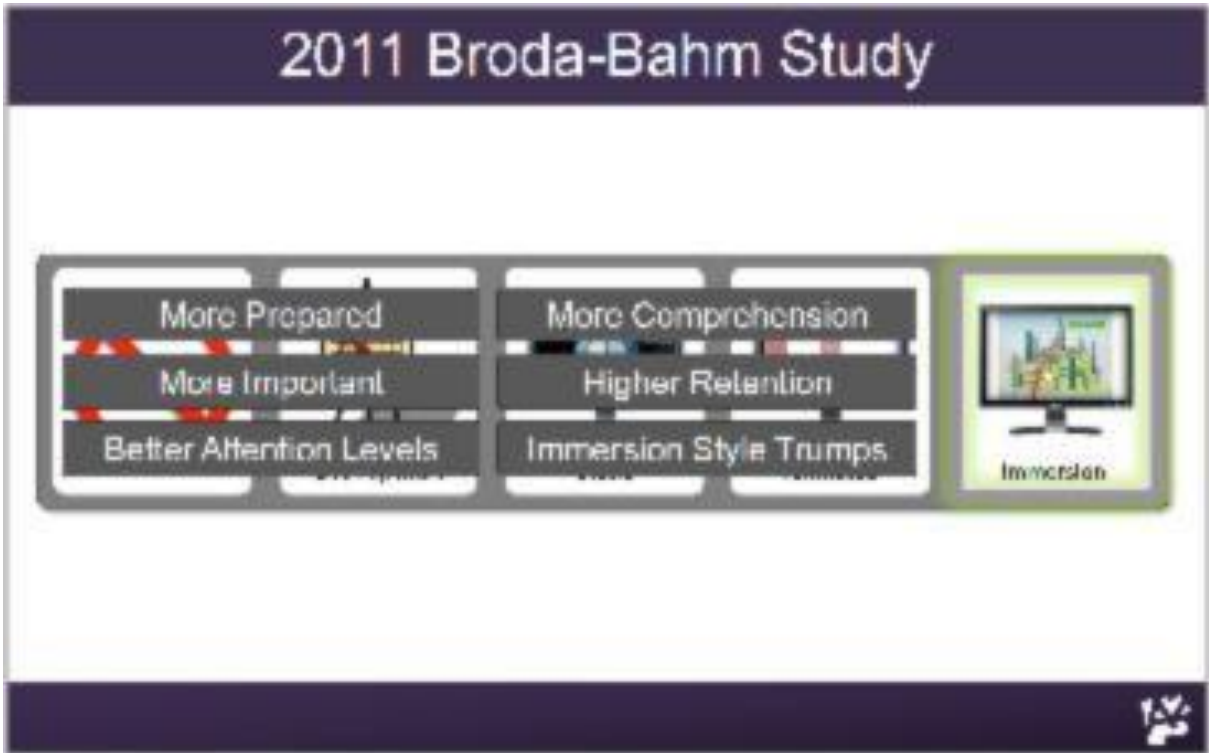 2011 Broda-Bahm Study
More Prepared
More Comprehension
More Important
Higher Retention
Better Attention Levels
Immersion Style Trumps
Immersion